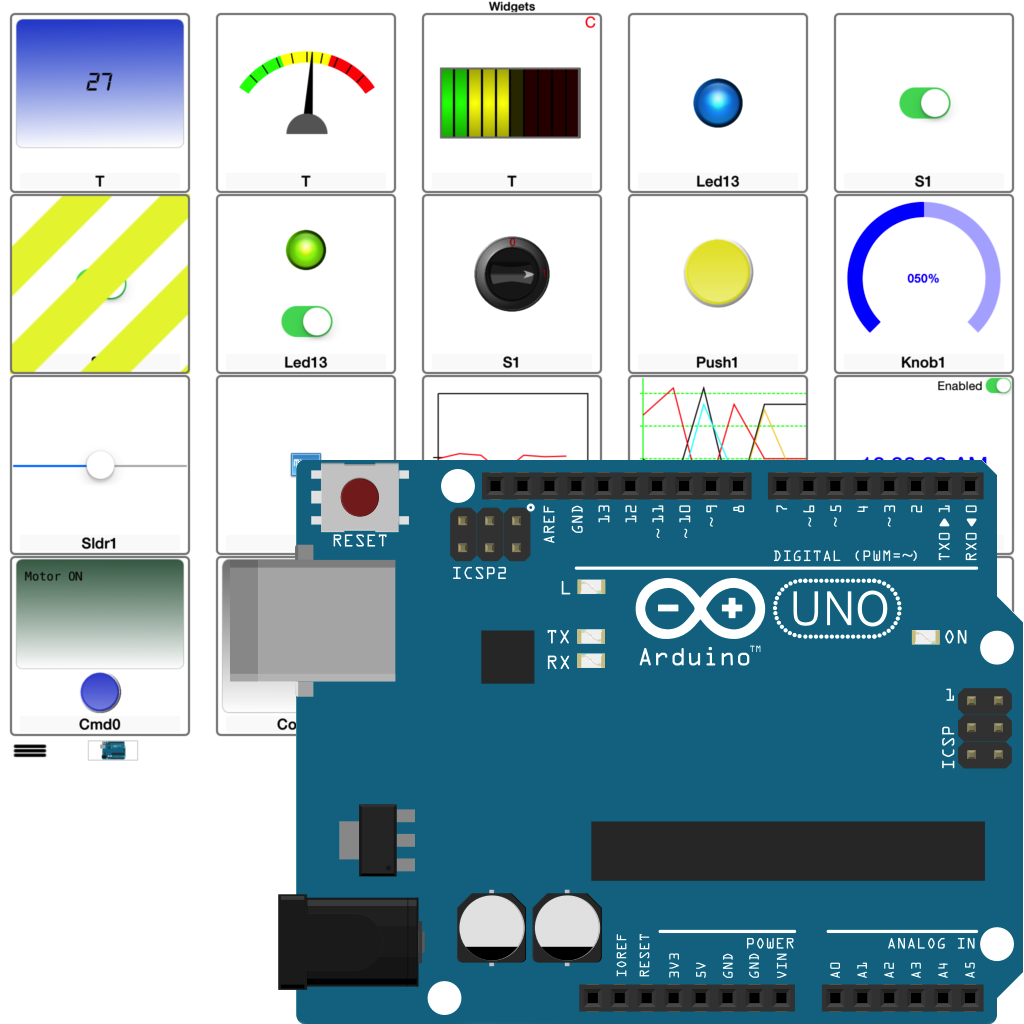 Widgets
27
T
T
C
T
Led13
S1
Led13
0
S1
Push1
050%
Knob1
Sldr1
Enabled
Motor ON
Cmd0
Co
RESET
ICSP2
AREF
GND
13
12
~11
~10
~9
8
7
~6
~5
4
~3
2
TX0▶1
RX0◀0
DIGITAL (PWM=~)
L
TX
RX
UNO
Arduino™
ON
1
ICSP
POWER
ANALOG IN
IOREF
RESET
3V3
5V
GND
GND
VIN
A0
A1
A2
A3
A4
A5